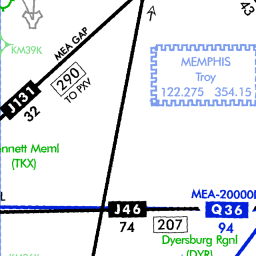 43
KM39K
MEA GAP
MEMPHIS
Troy
122.275 354.15
290
TO PXV
J131
32
nnett Meml
(TKX)
L
MEA-20000
J46
Q36
74
207
94
Dyersburg Rgnl
(DYR)